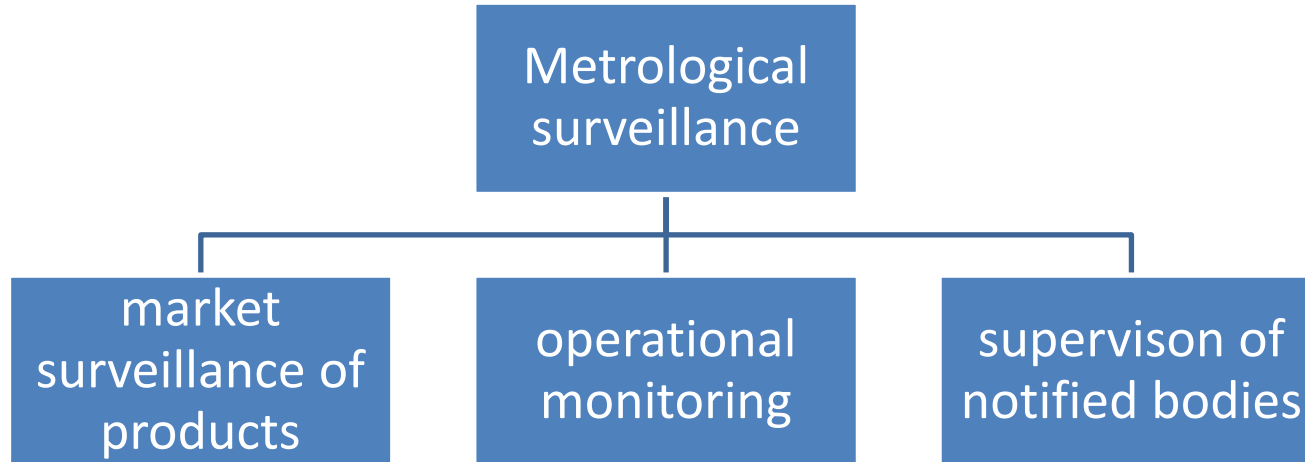 Metrological
surveillance
market
surveillance of
products
operational
monitoring
supervison of
notified bodies